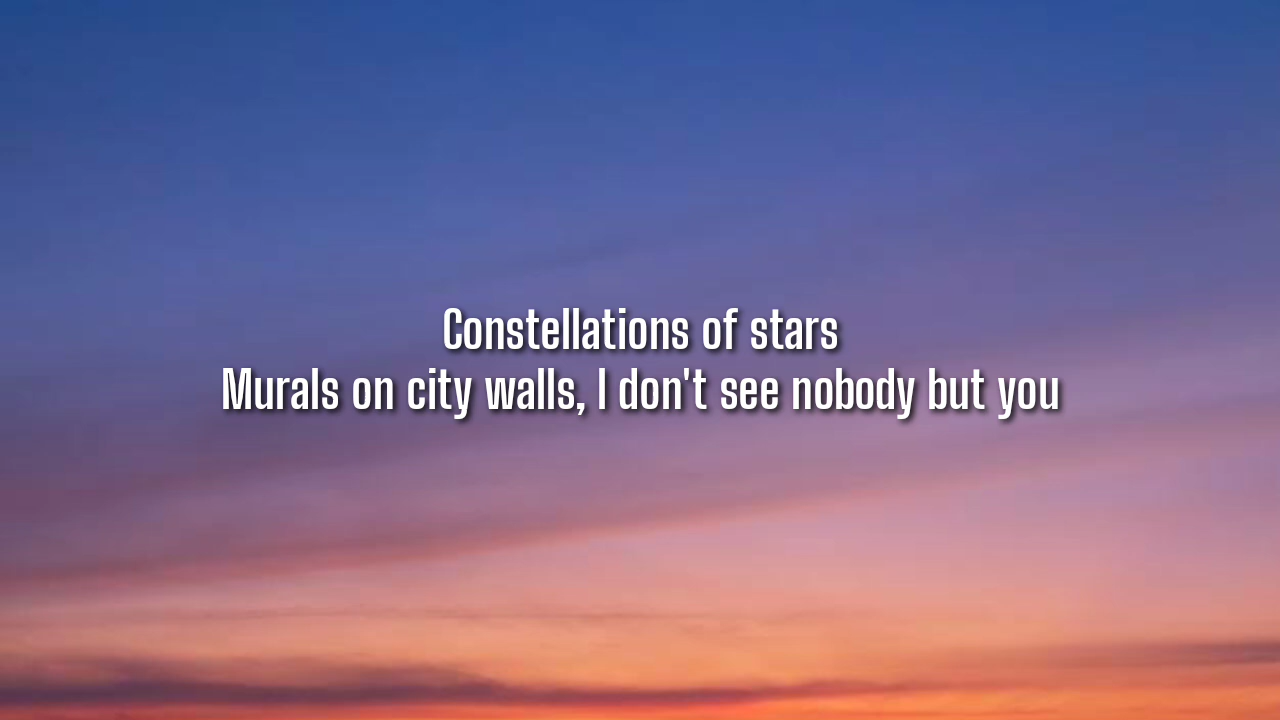 Constellations of stars
Murals on city walls, I don't see nobody but you